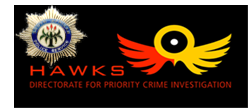 HAWKS
DIRECTORATE FOR PRIORITY CRIME INVESTIGATION